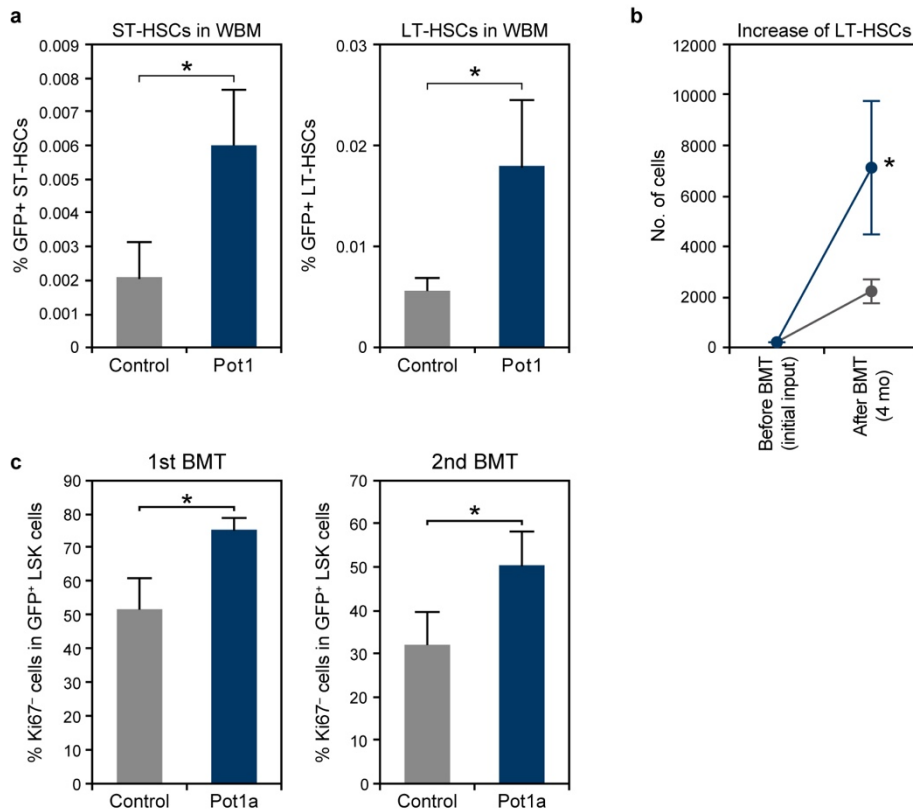 a
ST-HSCs in WBM
% GFP+ ST-HSCs
0.009
0.008
0.007
0.006
0.005
0.004
0.003
0.002
0.001
0
*
Control
Pot1
LT-HSCs in WBM
% GFP+ LT-HSCs
0.03
0.02
0.01
0
*
Control
Pot1
b
Increase of LT-HSCs
No. of cells
12000
10000
8000
6000
4000
2000
0
*
Before BMT
(initial input)
After BMT
(4 mo)
c
1st BMT
% Ki67⁻ cells in GFP⁺ LSK cells
90
80
70
60
50
40
30
20
10
0
*
Control
Pot1a
2nd BMT
% Ki67⁻ cells in GFP⁺ LSK cells
70
60
50
40
30
20
10
0
*
Control
Pot1a